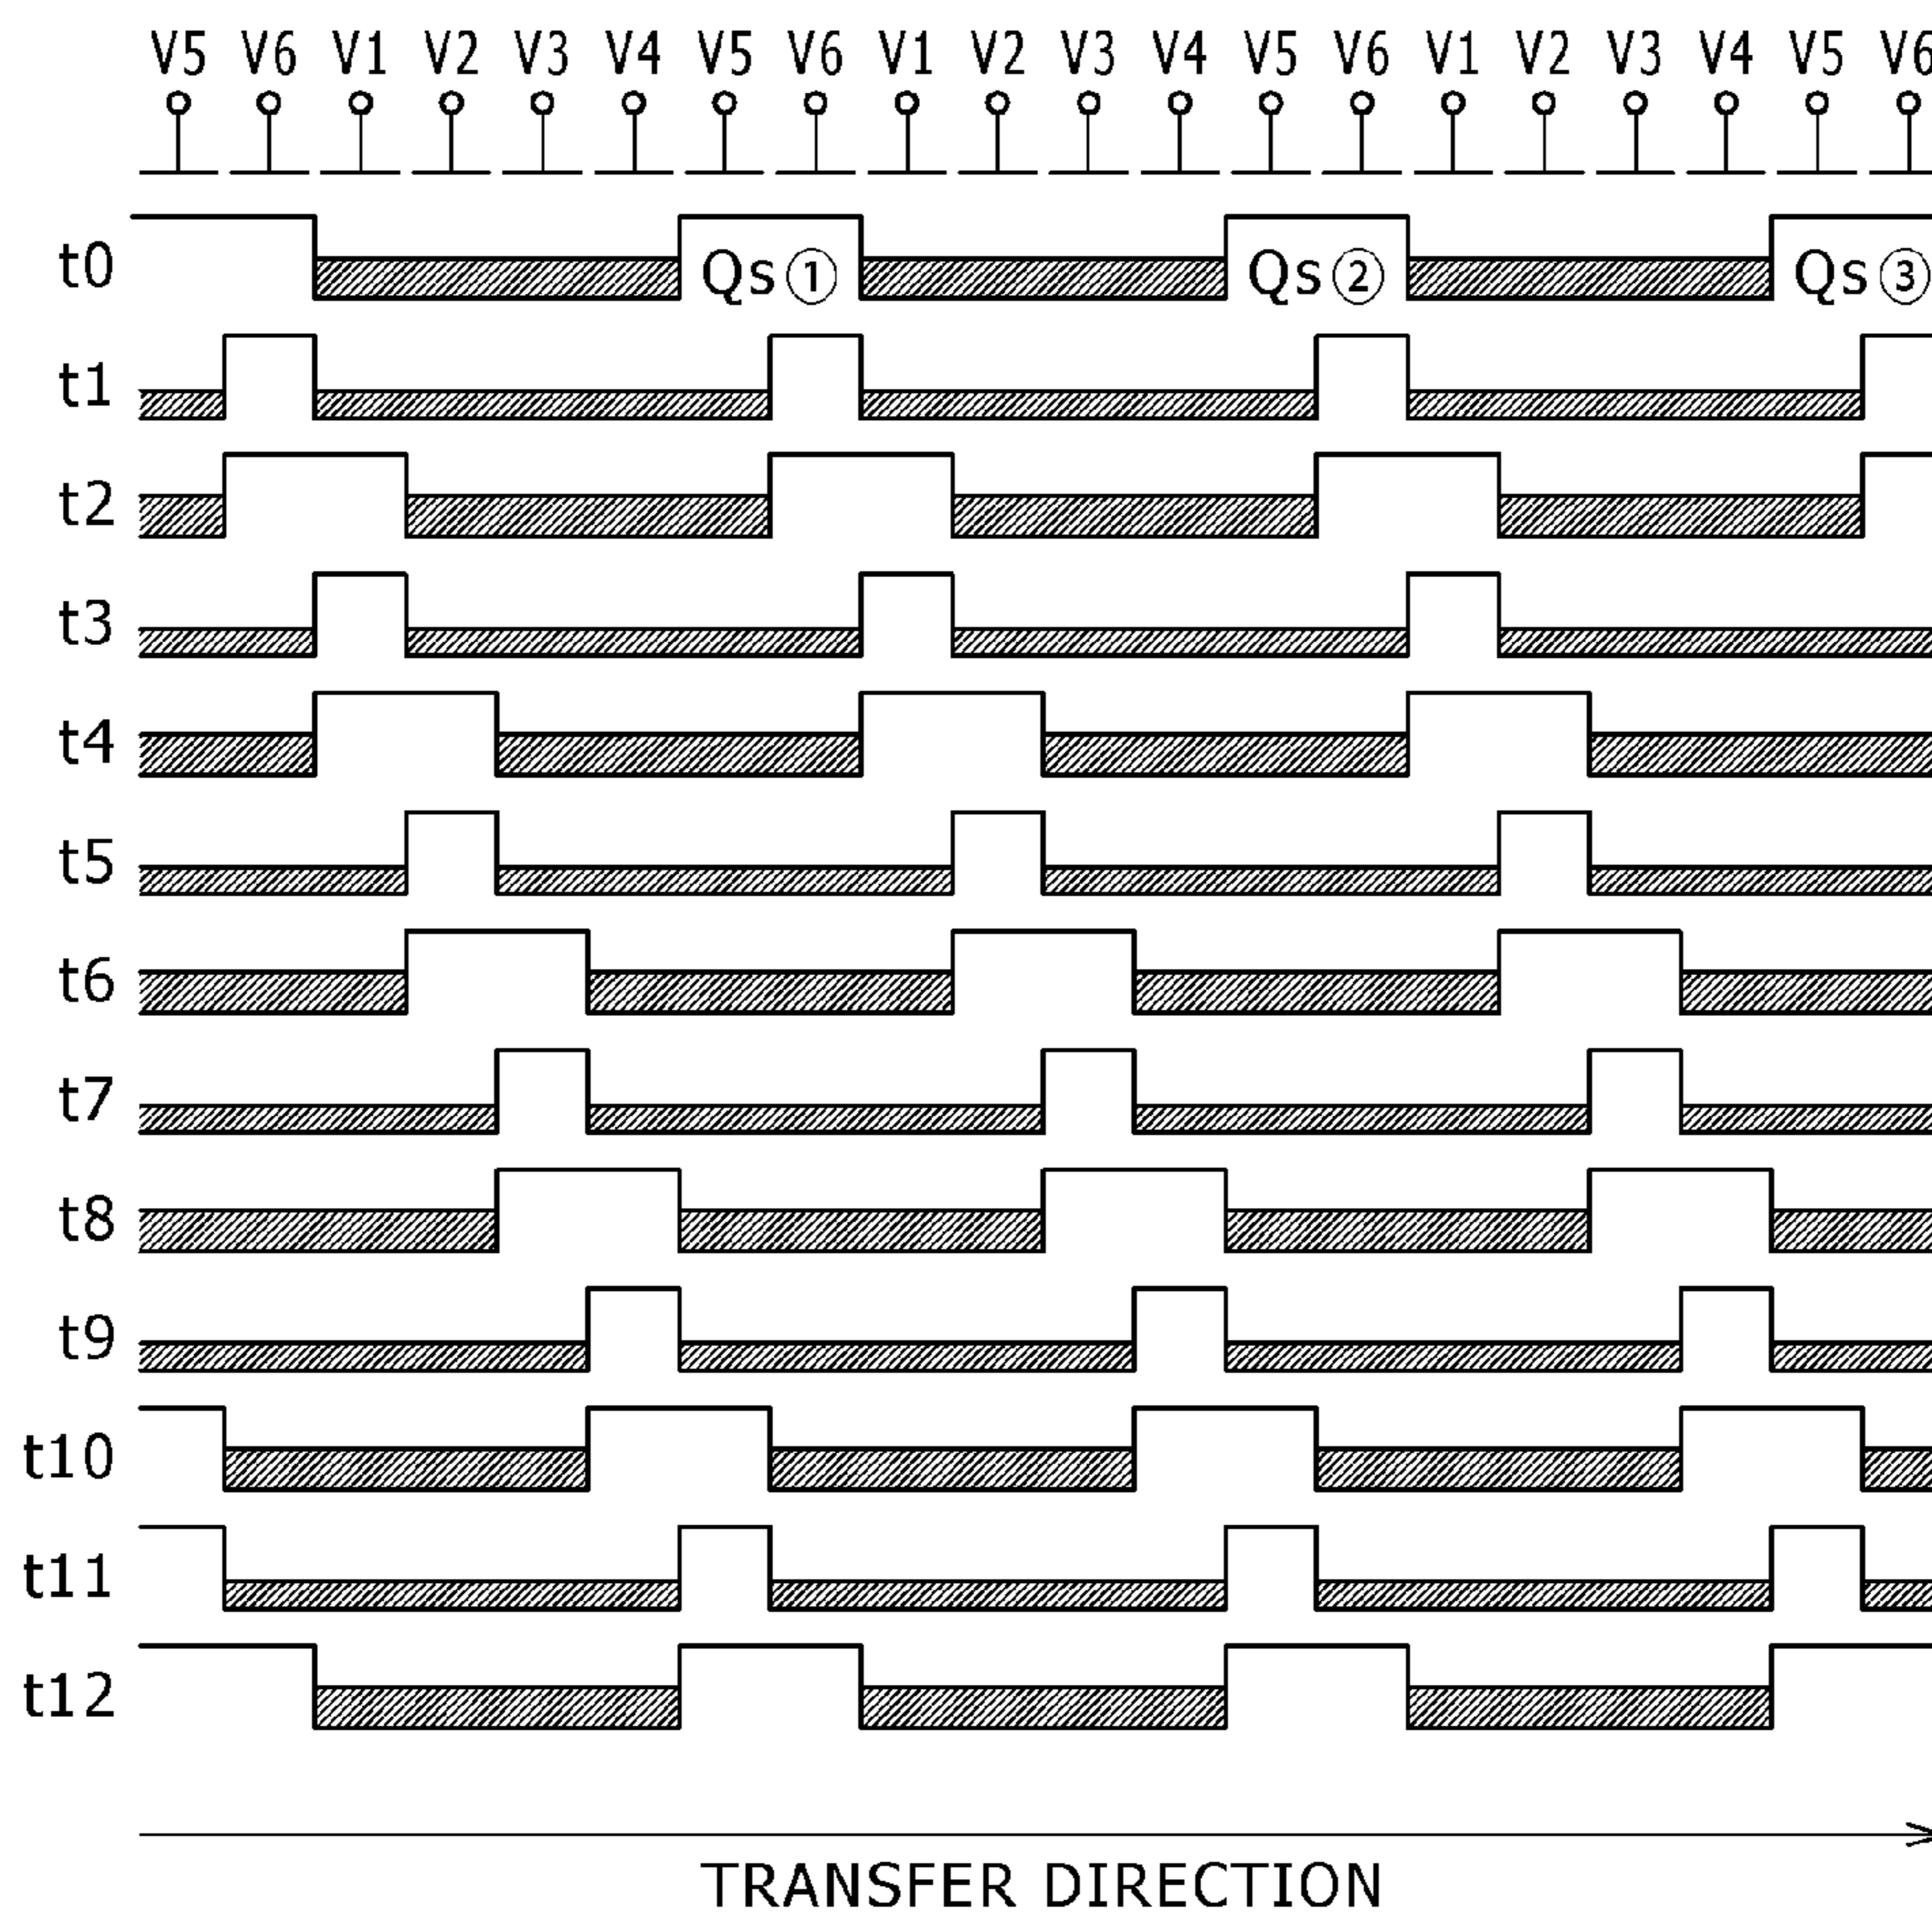 V5 V6 V1 V2 V3 V4 V5 V6 V1 V2 V3 V4 V5 V6 V1 V2 V3 V4 V5 V6
t0 Qs① Qs② Qs③
t1
t2
t3
t4
t5
t6
t7
t8
t9
t10
t11
t12
TRANSFER DIRECTION